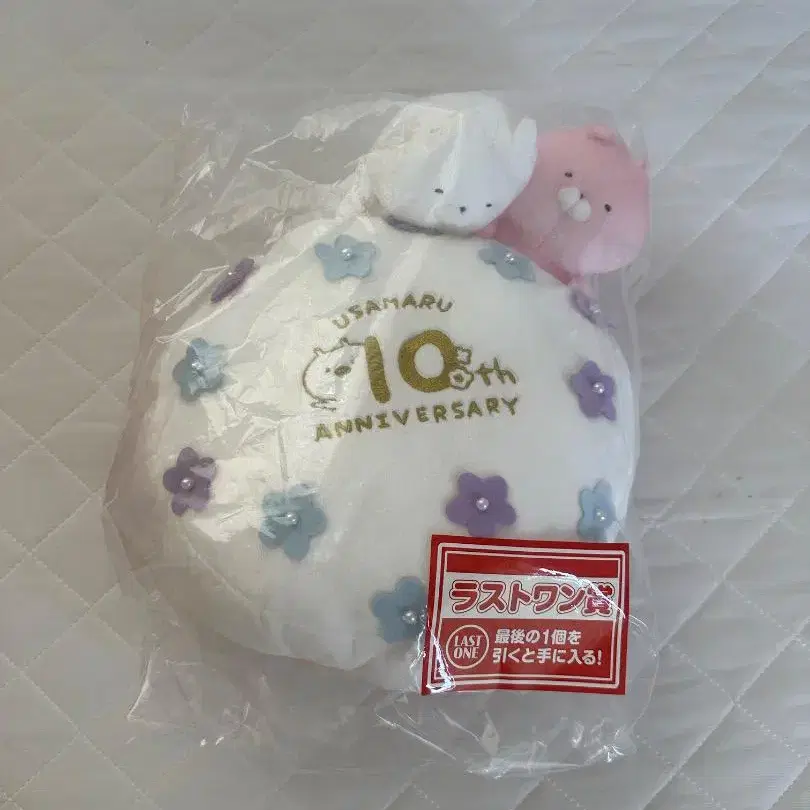 USAMARU
10th
ANNIVERSARY
ラストワン賞
LAST
ONE
最後の1個を
引くと手に入る!